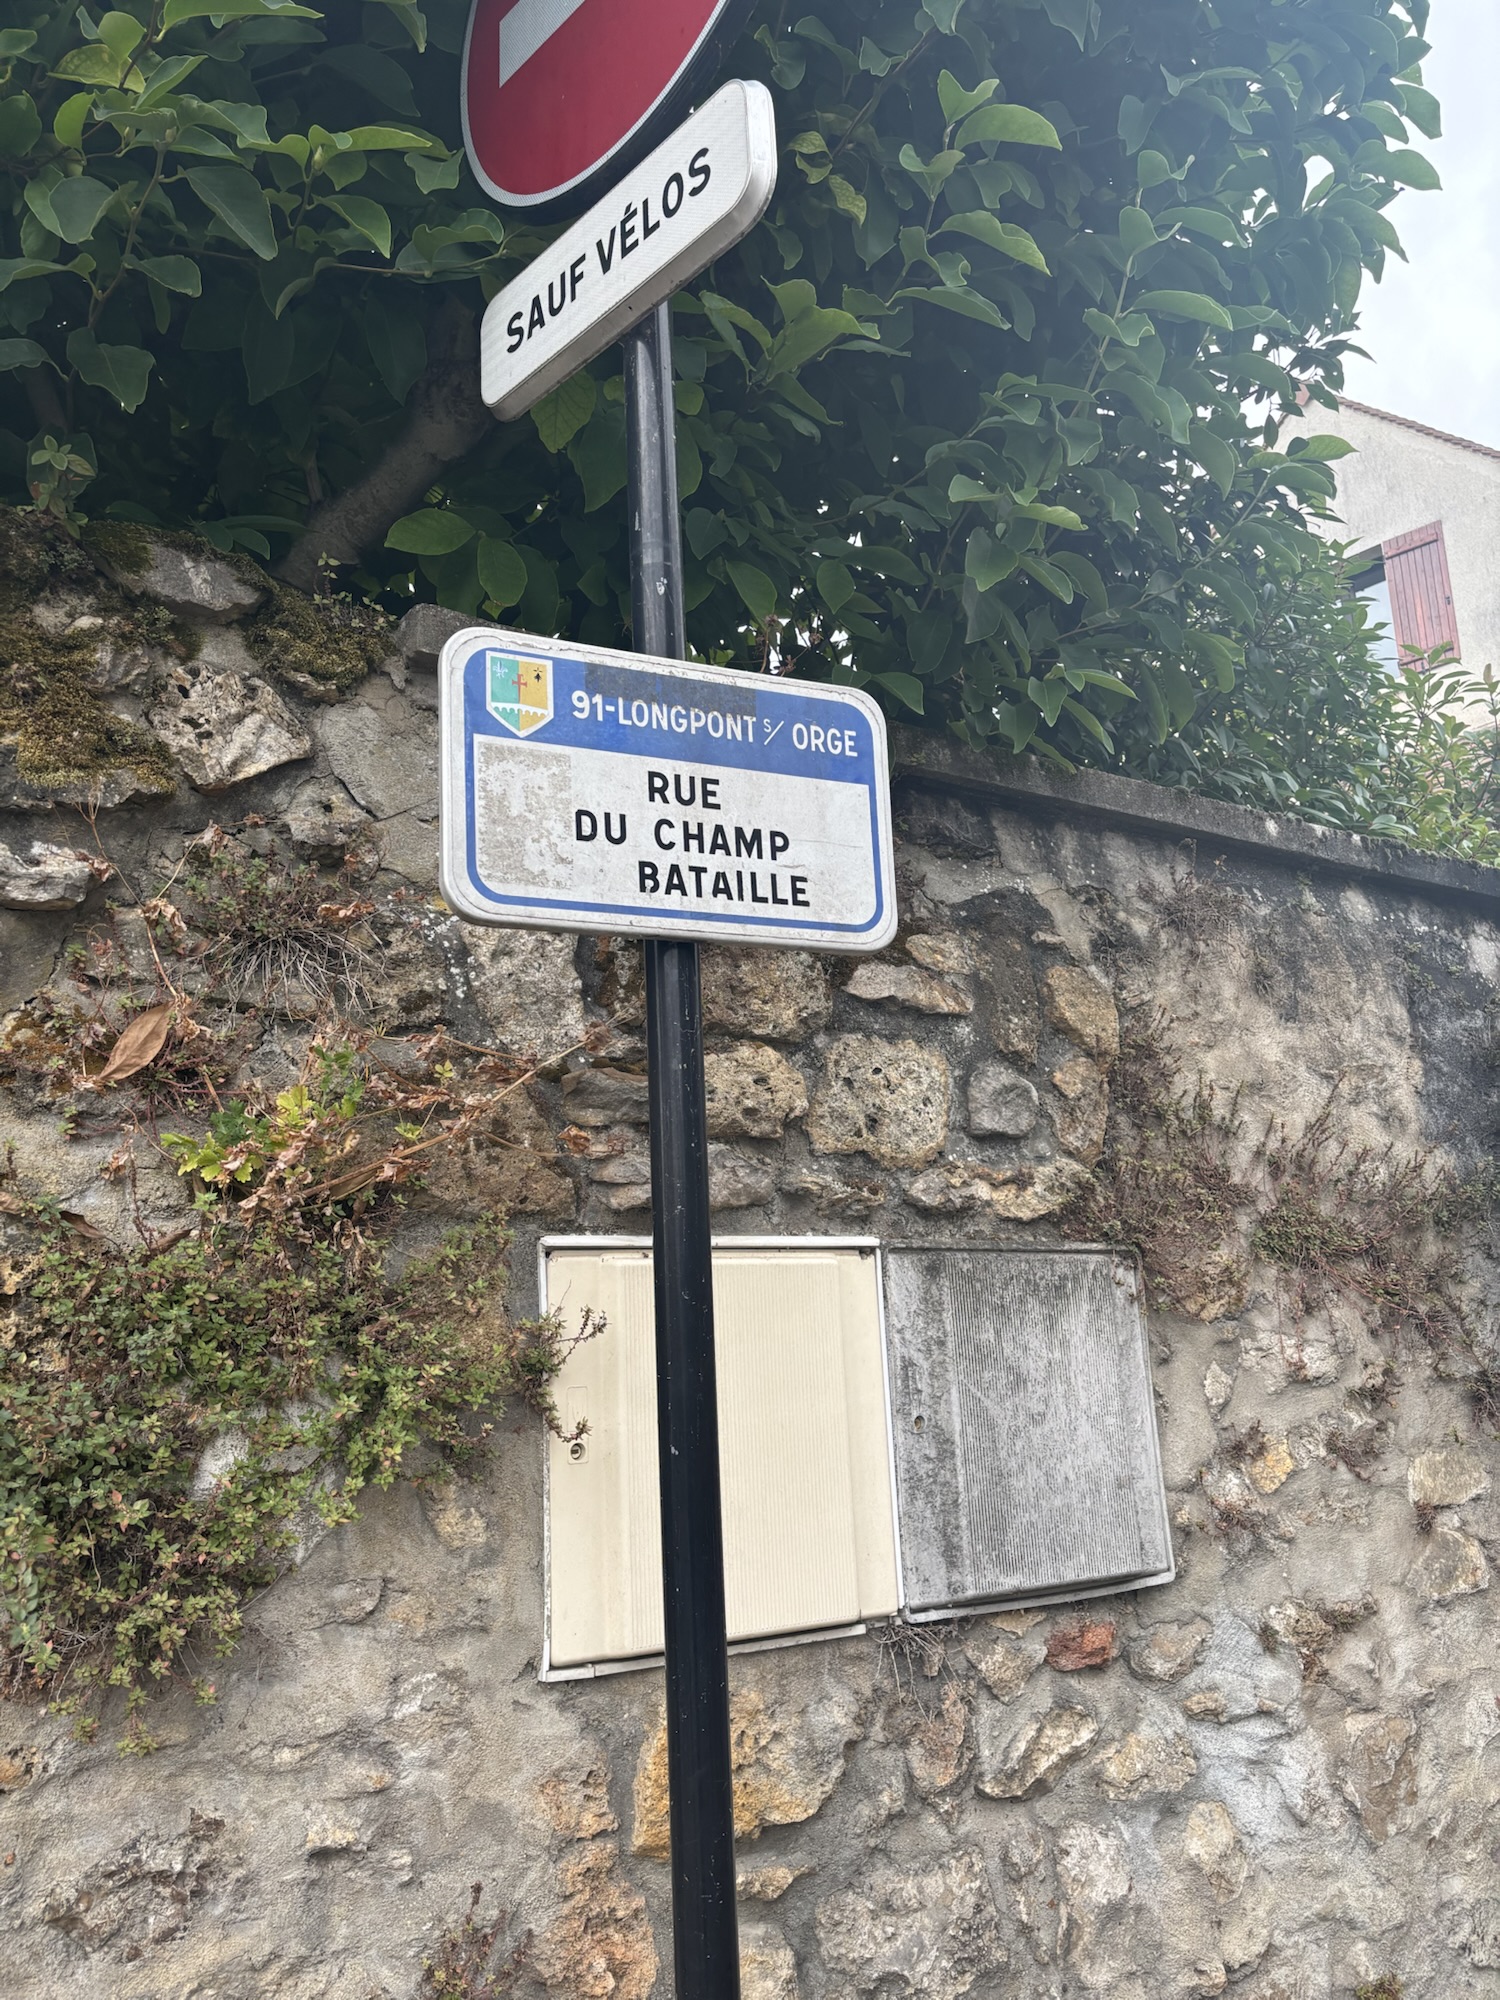 SAUF VÉLOS
91-LONGPONT s/ ORGE
RUE
DU CHAMP
BATAILLE